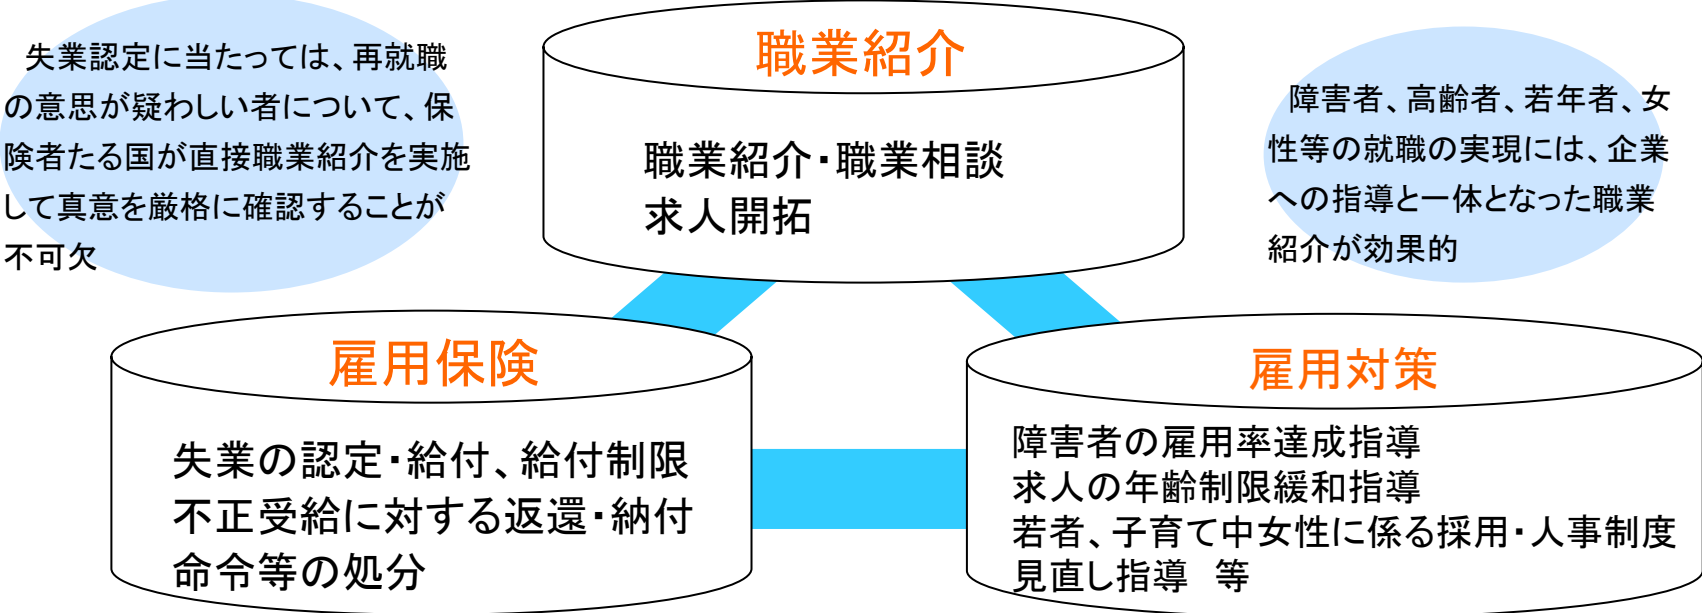 失業認定に当たっては、再就職
の意思が疑わしい者について、保
険者たる国が直接職業紹介を実施
して真意を厳格に確認することが
不可欠
職業紹介
職業紹介・職業相談
求人開拓
障害者、高齢者、若年者、女
性等の就職の実現には、企業
への指導と一体となった職業
紹介が効果的
雇用保険
失業の認定・給付、給付制限
不正受給に対する返還・納付
命令等の処分
雇用対策
障害者の雇用率達成指導
求人の年齢制限緩和指導
若者、子育て中女性に係る採用・人事制度
見直し指導　等